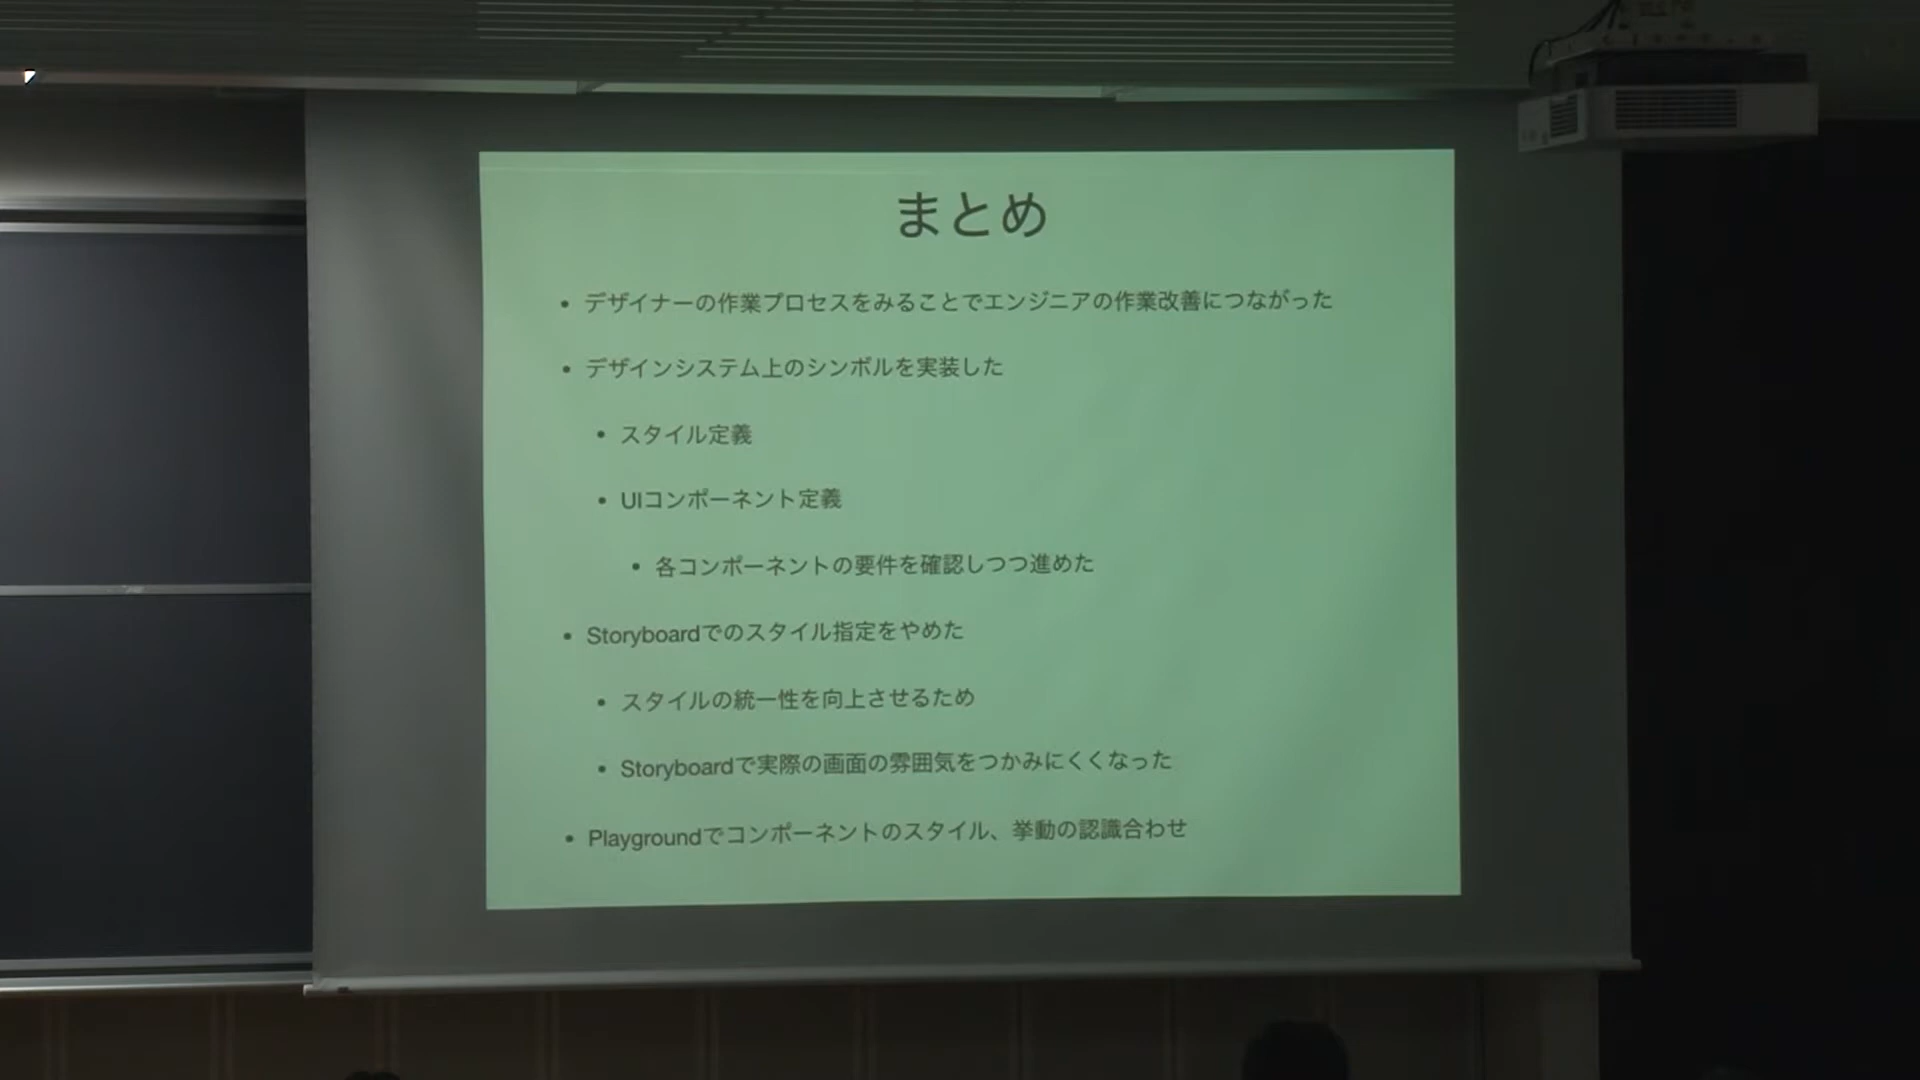 まとめ
• デザイナーの作業プロセスをみることでエンジニアの作業改善につながった
• デザインシステム上のシンボルを実装した
• スタイル定義
• UIコンポーネント定義
• 各コンポーネントの要件を確認しつつ進めた
• Storyboardでのスタイル指定をやめた
• スタイルの統一性を向上させるため
• Storyboardで実際の画面の雰囲気をつかみにくくなった
• Playgroundでコンポーネントのスタイル、挙動の認識合わせ